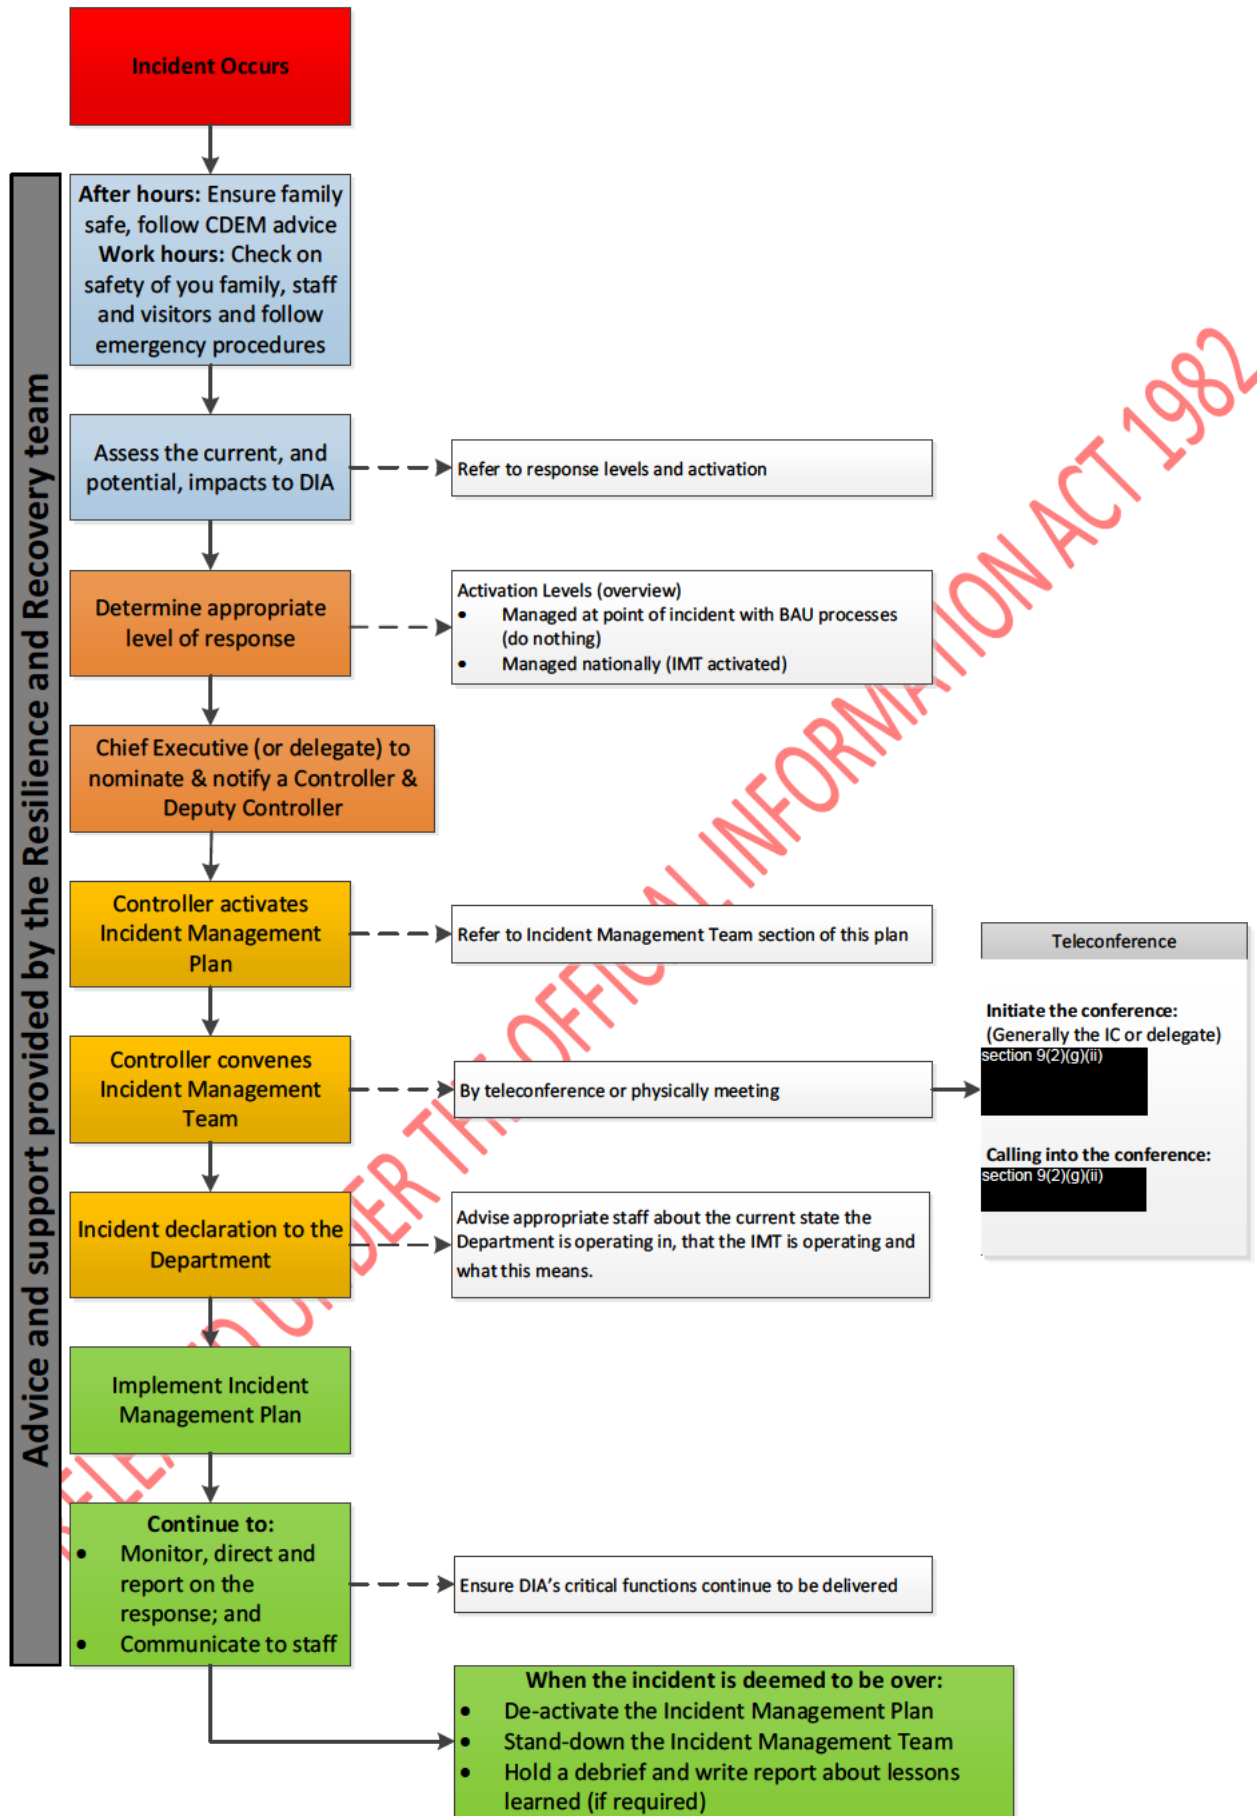 Incident Occurs
Advice and support provided by the Resilience and Recovery team
After hours: Ensure family
safe, follow CDEM advice
Work hours: Check on
safety of you family, staff
and visitors and follow
emergency procedures
Assess the current, and
potential, impacts to DIA
Refer to response levels and activation
Determine appropriate
level of response
Activation Levels (overview)
• Managed at point of incident with BAU processes
(do nothing)
• Managed nationally (IMT activated)
Chief Executive (or delegate) to
nominate & notify a Controller &
Deputy Controller
Controller activates
Incident Management
Plan
Refer to Incident Management Team section of this plan
Controller convenes
Incident Management
Team
By teleconference or physically meeting
Teleconference
Initiate the conference:
(Generally the IC or delegate)
section 9(2)(g)(ii)
Calling into the conference:
section 9(2)(g)(ii)
Incident declaration to the
Department
Advise appropriate staff about the current state the
Department is operating in, that the IMT is operating and
what this means.
Implement Incident
Management Plan
Continue to:
• Monitor, direct and
report on the
response; and
• Communicate to staff
Ensure DIA's critical functions continue to be delivered
When the incident is deemed to be over:
• De-activate the Incident Management Plan
• Stand-down the Incident Management Team
• Hold a debrief and write report about lessons
learned (if required)
UNDER THE OFFICIAL INFORMATION ACT 1982